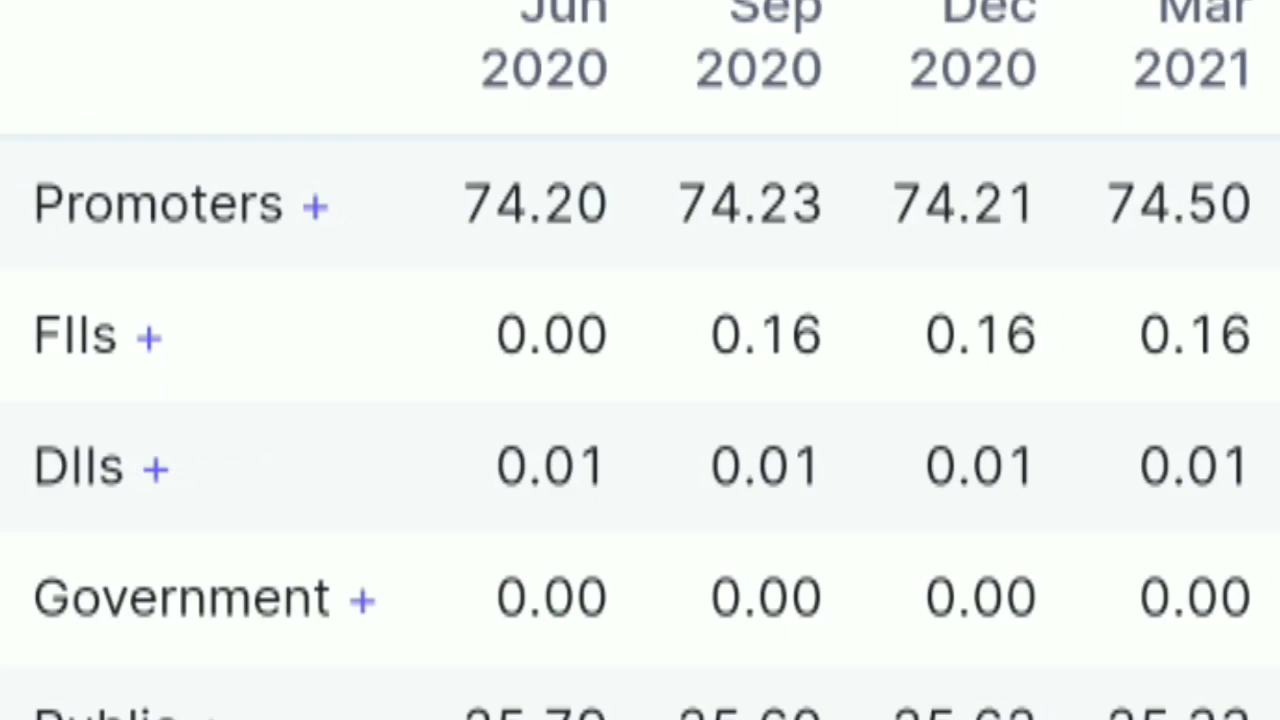 Jun Sep Dec Mar
2020 2020 2020 2021
Promoters + 74.20 74.23 74.21 74.50
FIIs + 0.00 0.16 0.16 0.16
DIIs + 0.01 0.01 0.01 0.01
Government + 0.00 0.00 0.00 0.00
Public